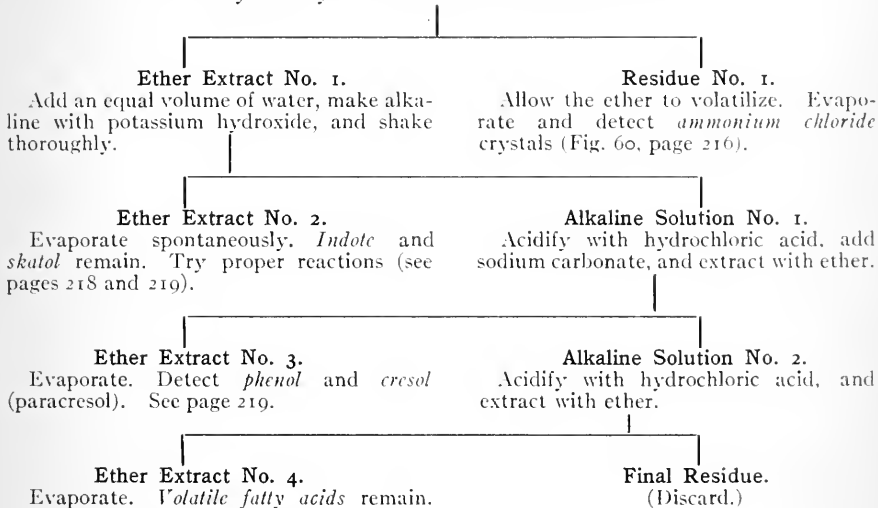 Ether Extract No. 1.
Add an equal volume of water, make alka-
line with potassium hydroxide, and shake
thoroughly.
Residue No. 1.
Allow the ether to volatilize. Evapo-
rate and detect ammonium chloride
crystals (Fig. 60, page 216).
Ether Extract No. 2.
Evaporate spontaneously. Indole and
skatol remain. Try proper reactions (see
pages 218 and 219).
Alkaline Solution No. 1.
Acidify with hydrochloric acid, add
sodium carbonate, and extract with ether.
Ether Extract No. 3.
Evaporate. Detect phenol and cresol
(paracresol). See page 219.
Alkaline Solution No. 2.
Acidify with hydrochloric acid, and
extract with ether.
Ether Extract No. 4.
Evaporate. Volatile fatty acids remain.
Final Residue.
(Discard.)